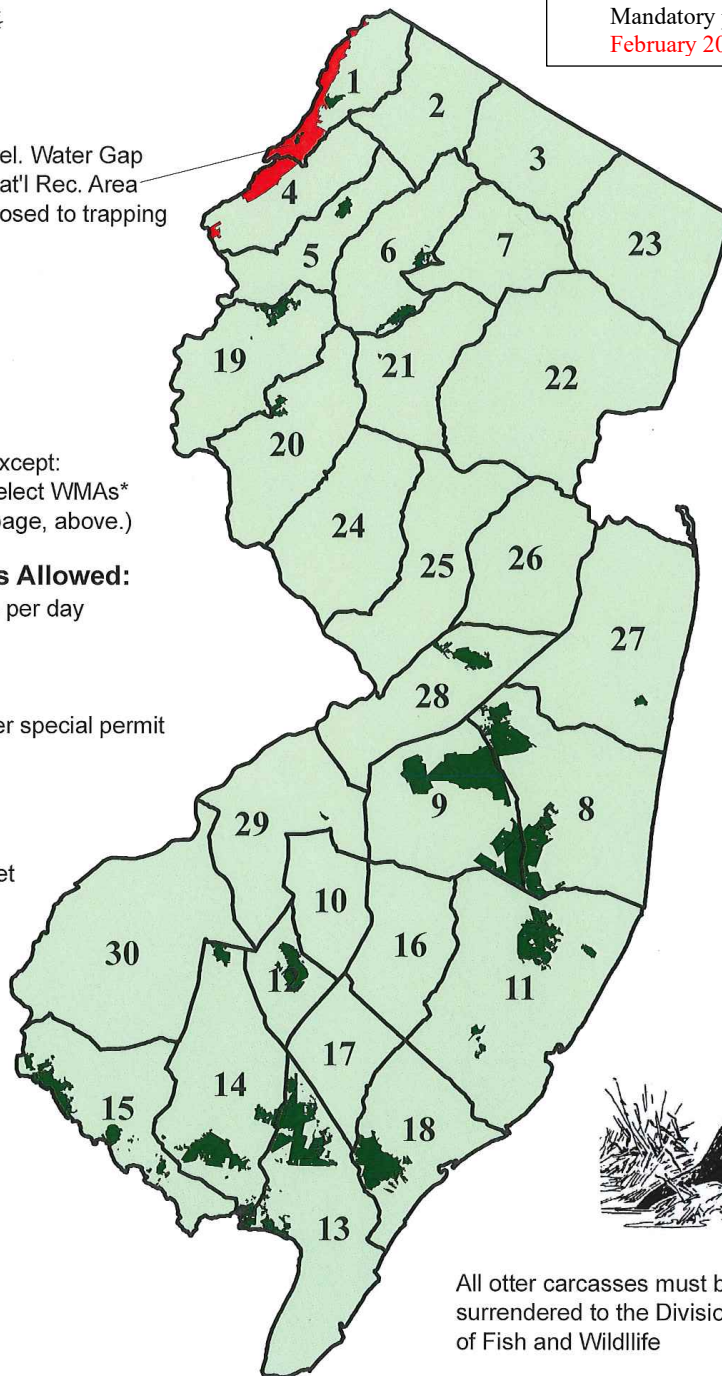 Mandatory
February 20
el. Water Gap
at'l Rec. Area
osed to trapping
1
2
3
4
5
6
7
23
19
21
22
20
24
25
26
27
28
9
8
29
10
16
30
12
11
17
14
15
18
13
xcept:
elect WMAs*
age, above.)
s Allowed:
per day
er special permit
et
All otter carcasses must b
surrendered to the Divisio
of Fish and Wildllife